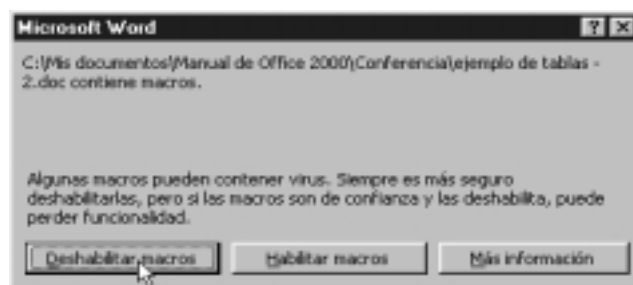 Microsoft Word
C:\Mis documentos\Manual de Office 2000\Conferencia\ejemplo de tablas -
2.doc contiene macros.
Algunas macros pueden contener virus. Siempre es más seguro
deshabilitarlas, pero si las macros son de confianza y las deshabilita, puede
perder funcionalidad.
Deshabilitar macros Habilitar macros Más información